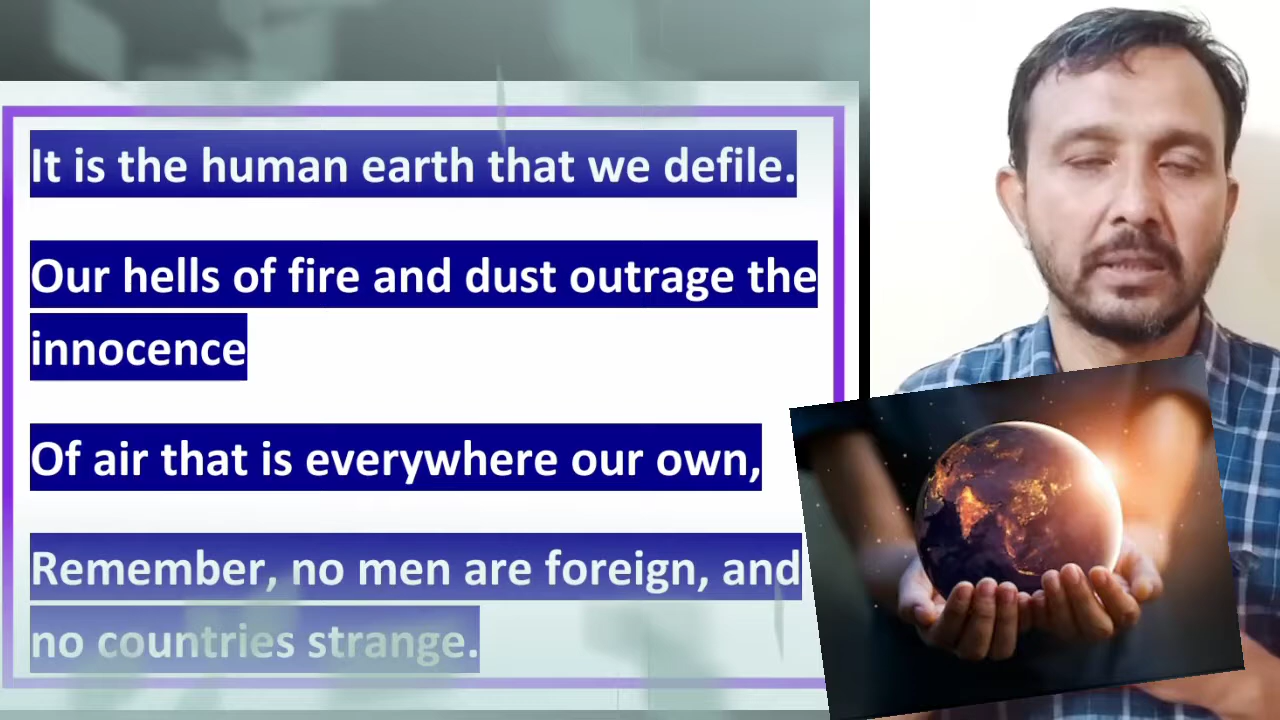 It is the human earth that we defile.
Our hells of fire and dust outrage the
innocence
Of air that is everywhere our own,
Remember, no men are foreign, and
no countries strange.